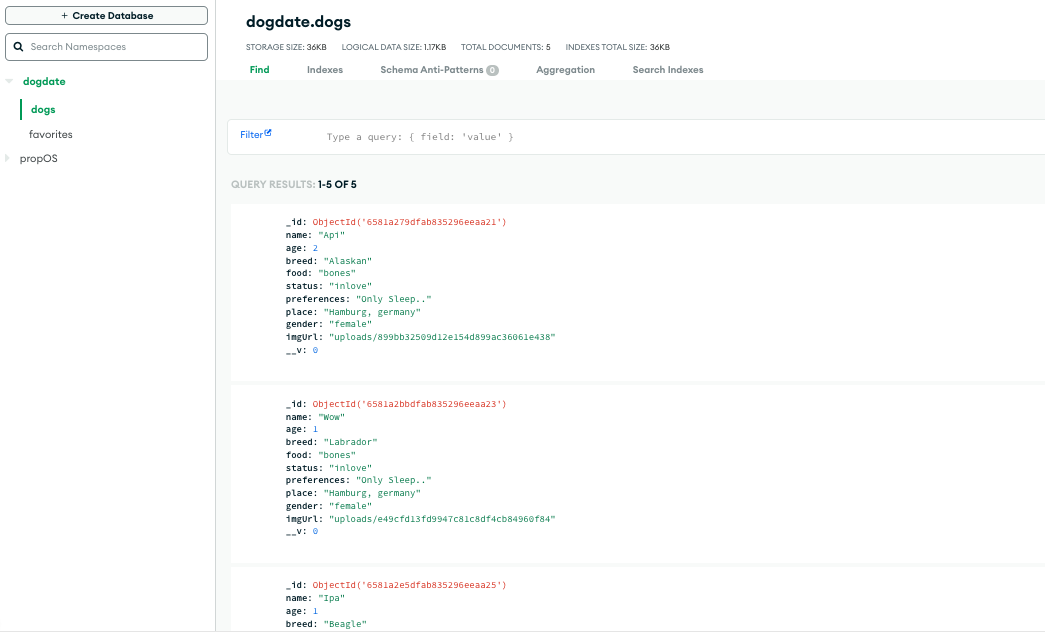 + Create Database
Search Namespaces
dogdate
dogs
favorites
propOS
dogdate.dogs
STORAGE SIZE: 36KB LOGICAL DATA SIZE: 1.17KB TOTAL DOCUMENTS: 5 INDEXES TOTAL SIZE: 36KB
Find Indexes Schema Anti-Patterns 0 Aggregation Search Indexes
Filter Type a query: { field: 'value' }
QUERY RESULTS: 1-5 OF 5
_id: ObjectId('6581a279dfab835296eeaa21')
name: "Api"
age: 2
breed: "Alaskan"
food: "bones"
status: "inlove"
preferences: "Only Sleep.."
place: "Hamburg, germany"
gender: "female"
imgUrl: "uploads/899bb32509d12e154d899ac36061e438"
__v: 0
_id: ObjectId('6581a2bbdfab835296eeaa23')
name: "Wow"
age: 1
breed: "Labrador"
food: "bones"
status: "inlove"
preferences: "Only Sleep.."
place: "Hamburg, germany"
gender: "female"
imgUrl: "uploads/e49cfd13fd9947c81c8df4cb84960f84"
__v: 0
_id: ObjectId('6581a2e5dfab835296eeaa25')
name: "Ipa"
age: 1
breed: "Beagle"